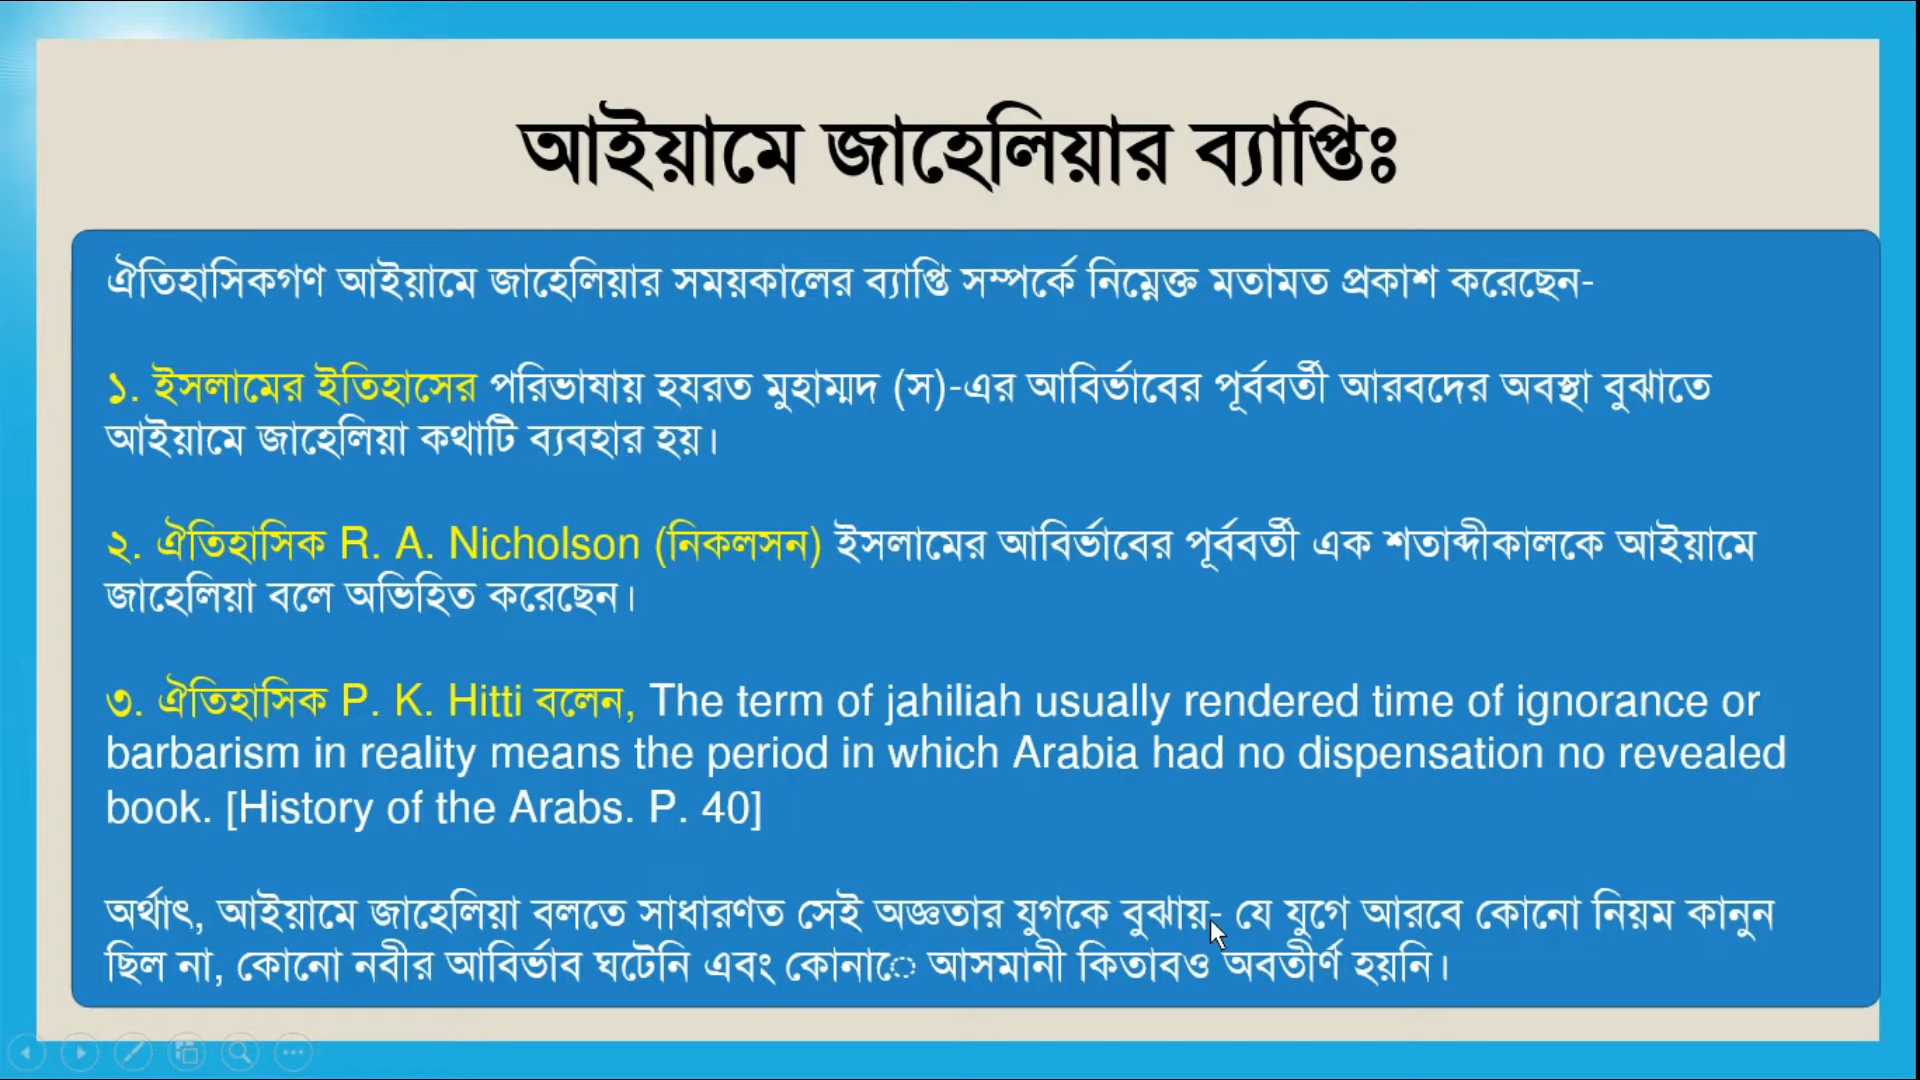 আইয়ামে জাহেলিয়ার ব্যাপ্তিঃ
ঐতিহাসিকগণ আইয়ামে জাহেলিয়ার সময়কালের ব্যাপ্তি সম্পর্কে নিম্নেক্ত মতামত প্রকাশ করেছেন-
১. ইসলামের ইতিহাসের পরিভাষায় হযরত মুহাম্মদ (স)-এর আবির্ভাবের পূর্ববর্তী আরবদের অবস্থা বুঝাতে
আইয়ামে জাহেলিয়া কথাটি ব্যবহার হয়।
২. ঐতিহাসিক R. A. Nicholson (নিকলসন) ইসলামের আবির্ভাবের পূর্ববর্তী এক শতাব্দীকালকে আইয়ামে
জাহেলিয়া বলে অভিহিত করেছেন।
৩. ঐতিহাসিক P. K. Hitti বলেন, The term of jahiliah usually rendered time of ignorance or
barbarism in reality means the period in which Arabia had no dispensation no revealed
book. [History of the Arabs. P. 40]
অর্থাৎ, আইয়ামে জাহেলিয়া বলতে সাধারণত সেই অজ্ঞতার যুগকে বুঝায়- যে যুগে আরবে কোনো নিয়ম কানুন
ছিল না, কোনো নবীর আবির্ভাব ঘটেনি এবং কোনাে আসমানী কিতাবও অবতীর্ণ হয়নি।